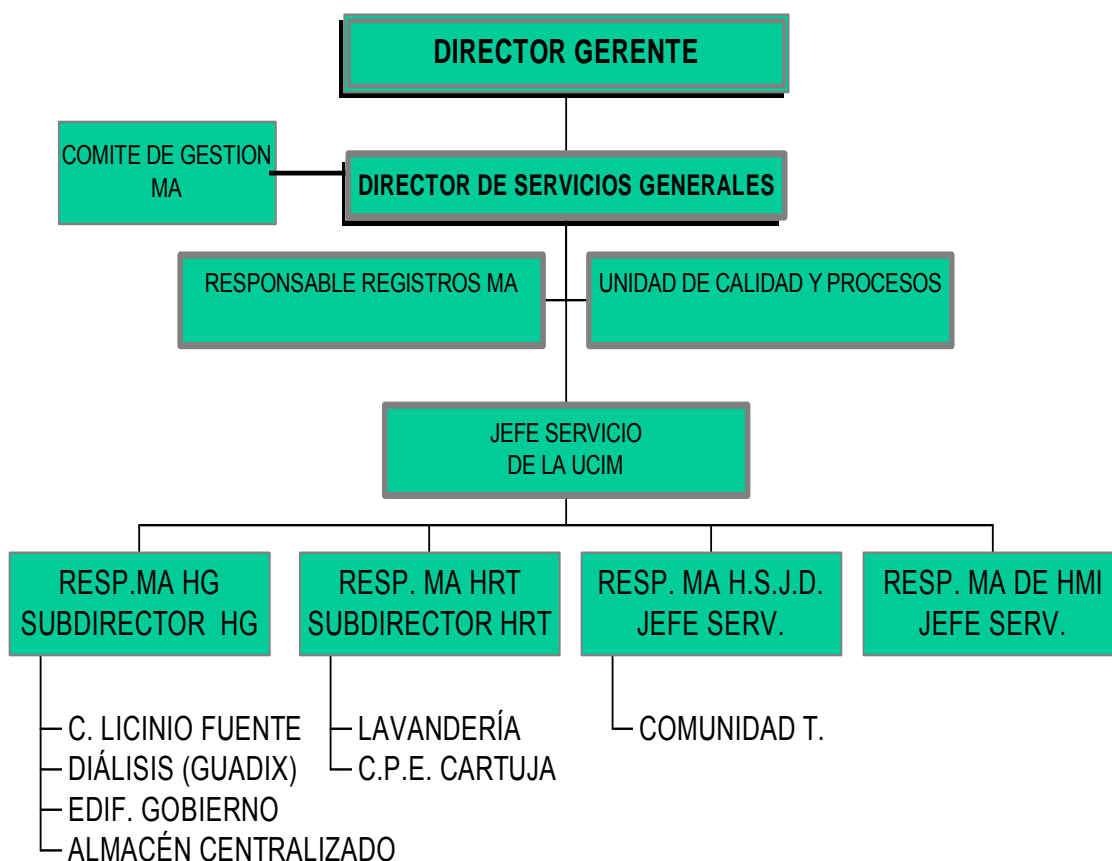 DIRECTOR GERENTE
COMITE DE GESTION
MA
DIRECTOR DE SERVICIOS GENERALES
RESPONSABLE REGISTROS MA
UNIDAD DE CALIDAD Y PROCESOS
JEFE SERVICIO
DE LA UCIM
RESP.MA HG
SUBDIRECTOR HG
RESP. MA HRT
SUBDIRECTOR HRT
RESP. MA H.S.J.D.
JEFE SERV.
RESP. MA DE HMI
JEFE SERV.
C. LICINIO FUENTE
DIÁLISIS (GUADIX)
EDIF. GOBIERNO
ALMACÉN CENTRALIZADO
LAVANDERÍA
C.P.E. CARTUJA
COMUNIDAD T.